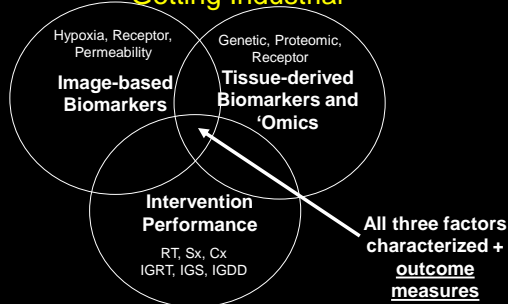 Getting Industrial
Hypoxia, Receptor,
Permeability
Image-based
Biomarkers
Genetic, Proteomic,
Receptor
Tissue-derived
Biomarkers and
‘Omics
Intervention
Performance
RT, Sx, Cx
IGRT, IGS, IGDD
All three factors
characterized +
outcome
measures